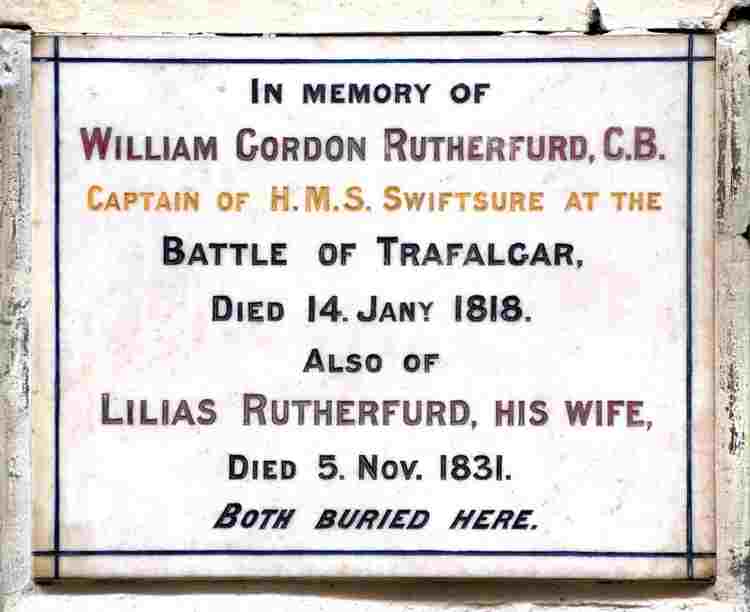 In memory of
William Gordon Rutherfurd, C.B.
Captain of H.M.S. Swiftsure at the
Battle of Trafalgar,
Died 14. Jany 1818.
Also of
Lilias Rutherfurd, his wife,
Died 5. Nov. 1831.
Both buried here.